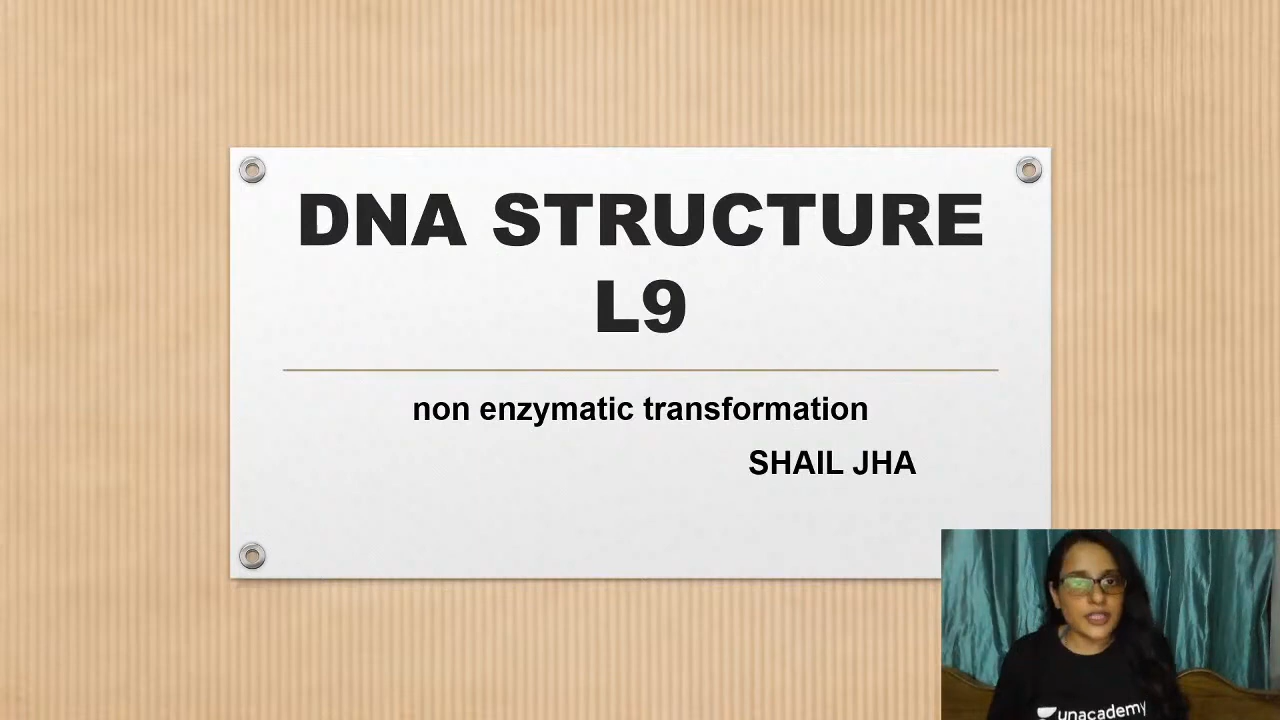 DNA STRUCTURE
L9
non enzymatic transformation
SHAIL JHA
unacademy